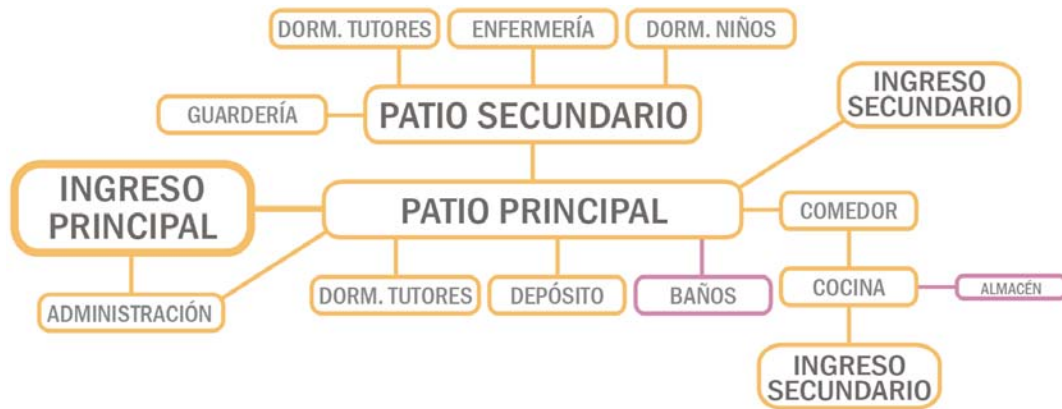 DORM. TUTORES
ENFERMERÍA
DORM. NIÑOS
GUARDERÍA
PATIO SECUNDARIO
INGRESO
SECUNDARIO
INGRESO
PRINCIPAL
PATIO PRINCIPAL
COMEDOR
ADMINISTRACIÓN
DORM. TUTORES
DEPÓSITO
BAÑOS
COCINA
ALMACÉN
INGRESO
SECUNDARIO